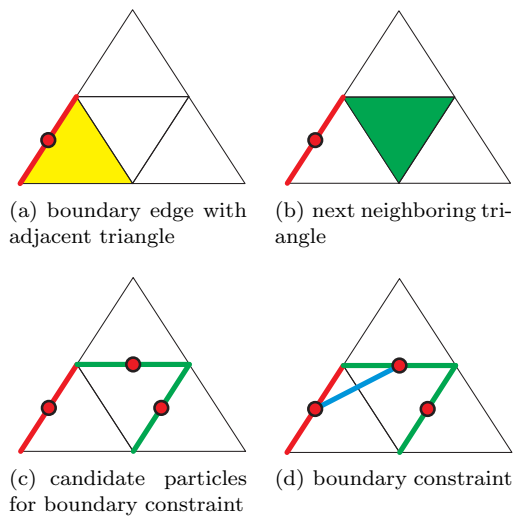 (a) boundary edge with
adjacent triangle
(b) next neighboring tri-
angle
(c) candidate particles
for boundary constraint
(d) boundary constraint